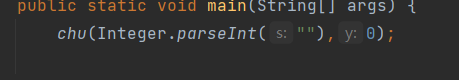 public static void main(String[] args) {
chu(Integer.parseInt( s: ""), y: 0);